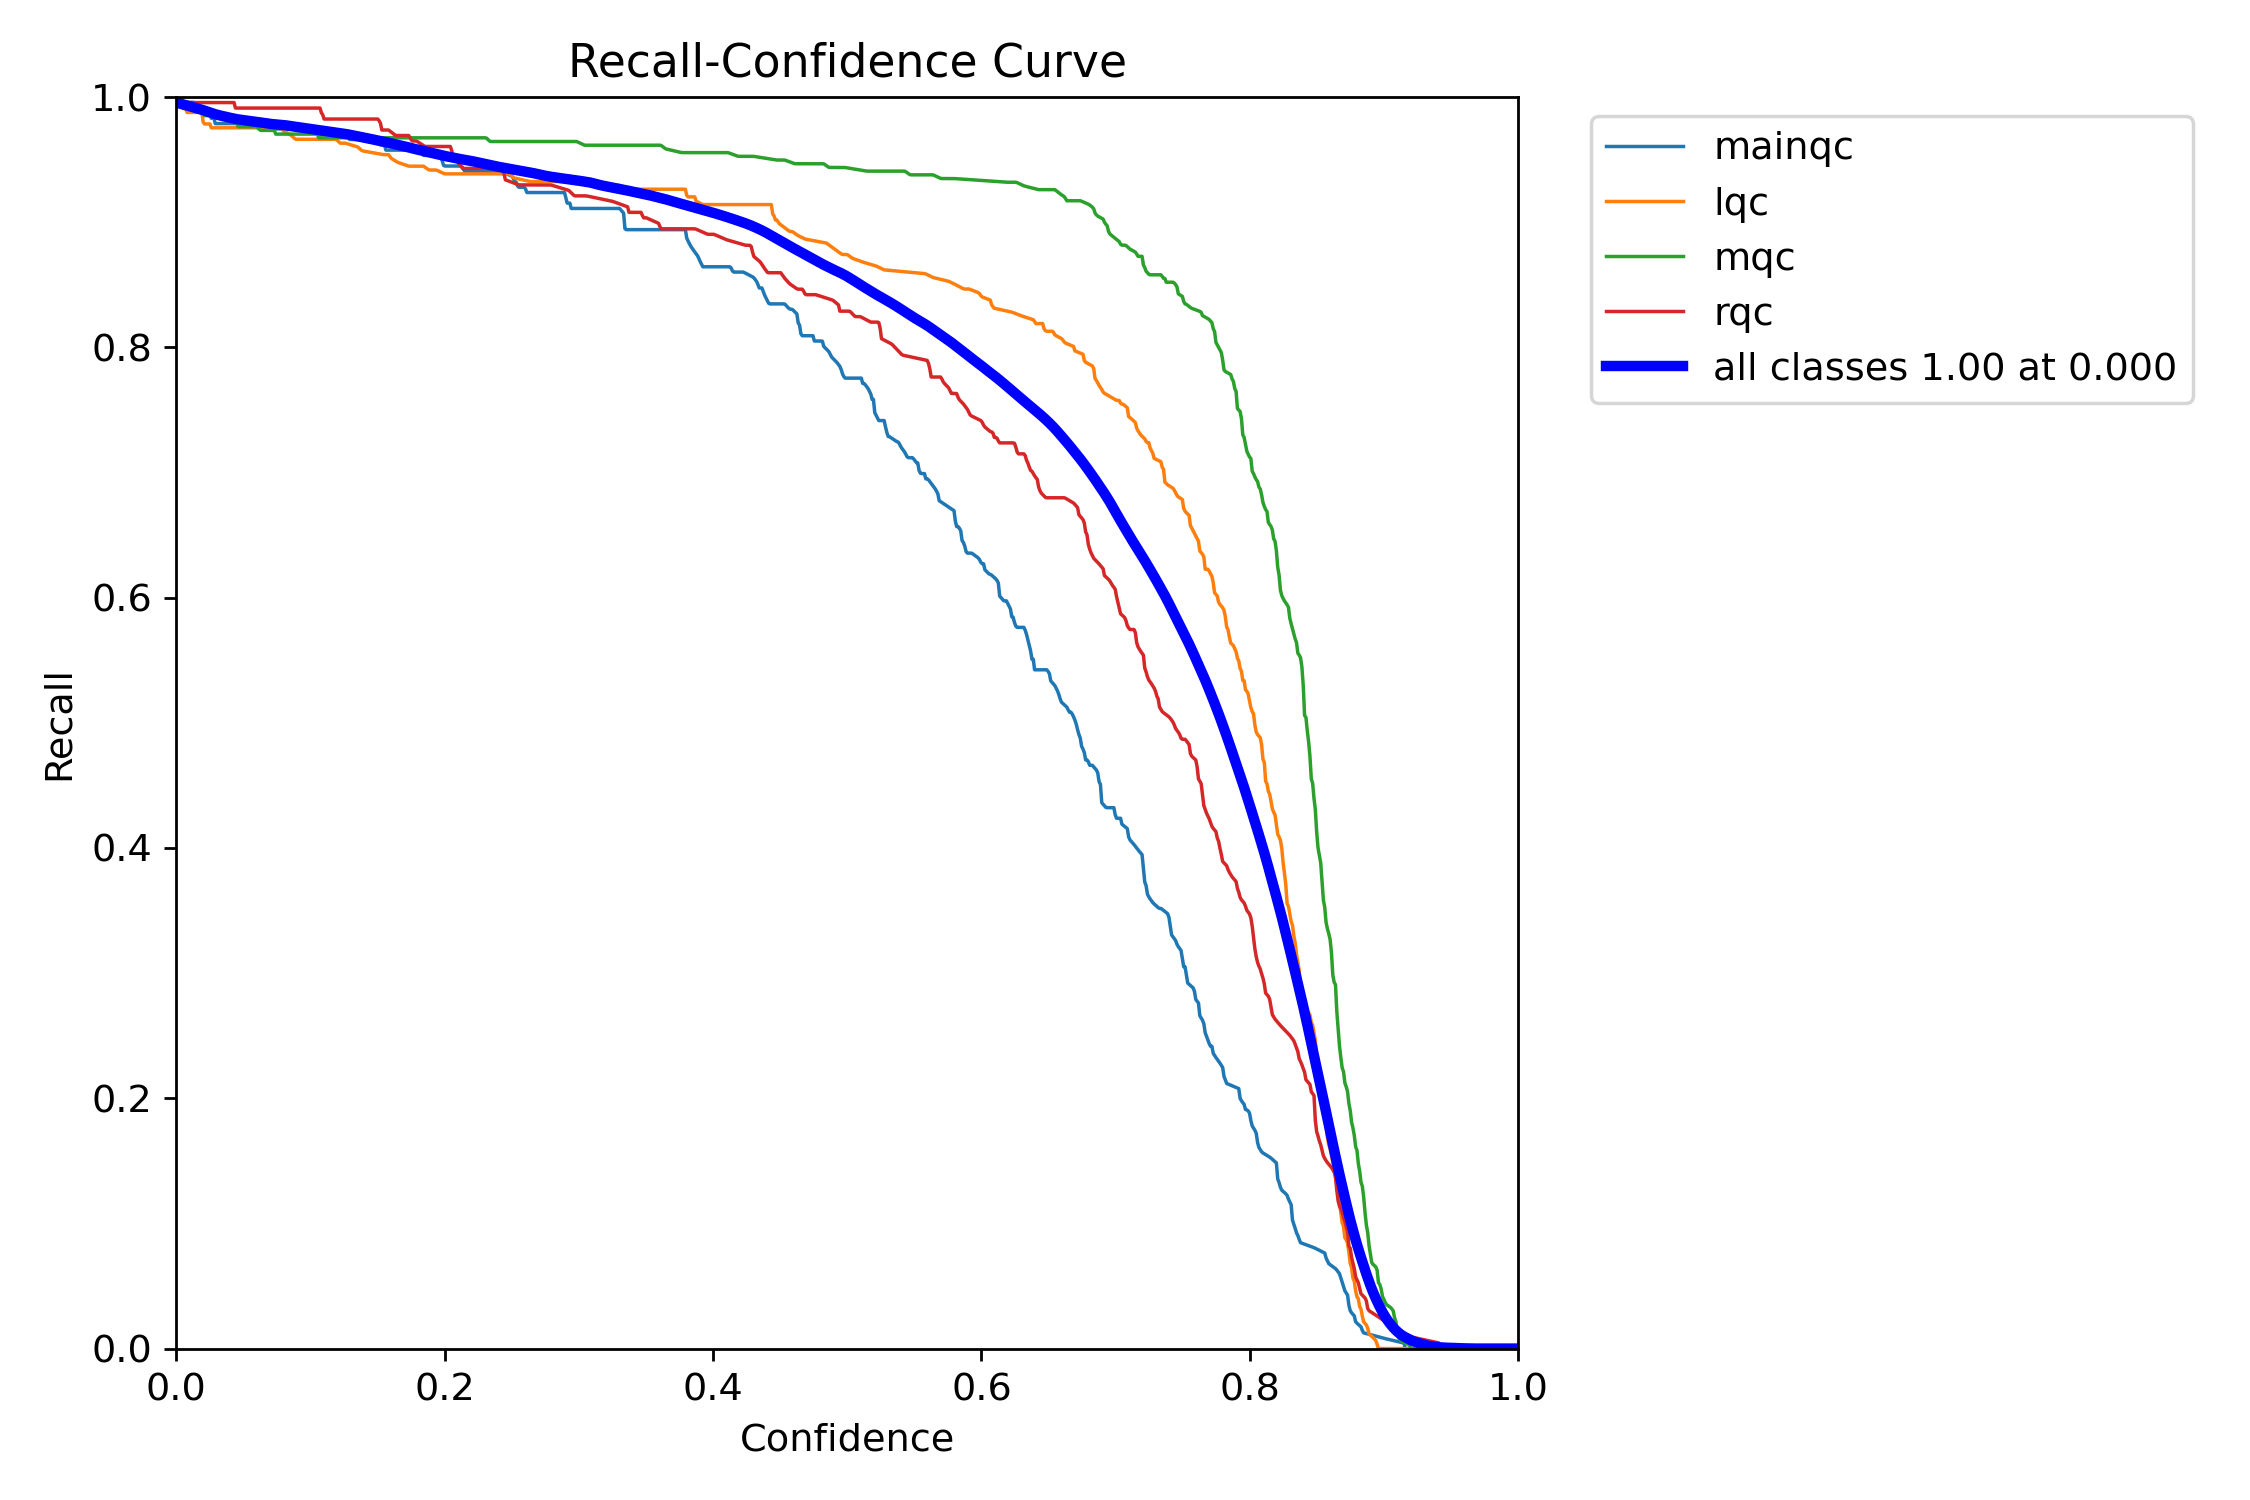 Recall-Confidence Curve
1.0
0.8
0.6
0.4
0.2
0.0
Recall
0.0 0.2 0.4 0.6 0.8 1.0
Confidence
mainqc
lqc
mqc
rqc
all classes 1.00 at 0.000